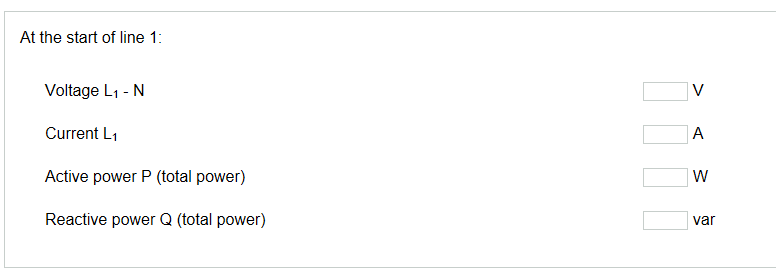 At the start of line 1:
Voltage L₁ - N V
Current L₁ A
Active power P (total power) W
Reactive power Q (total power) var